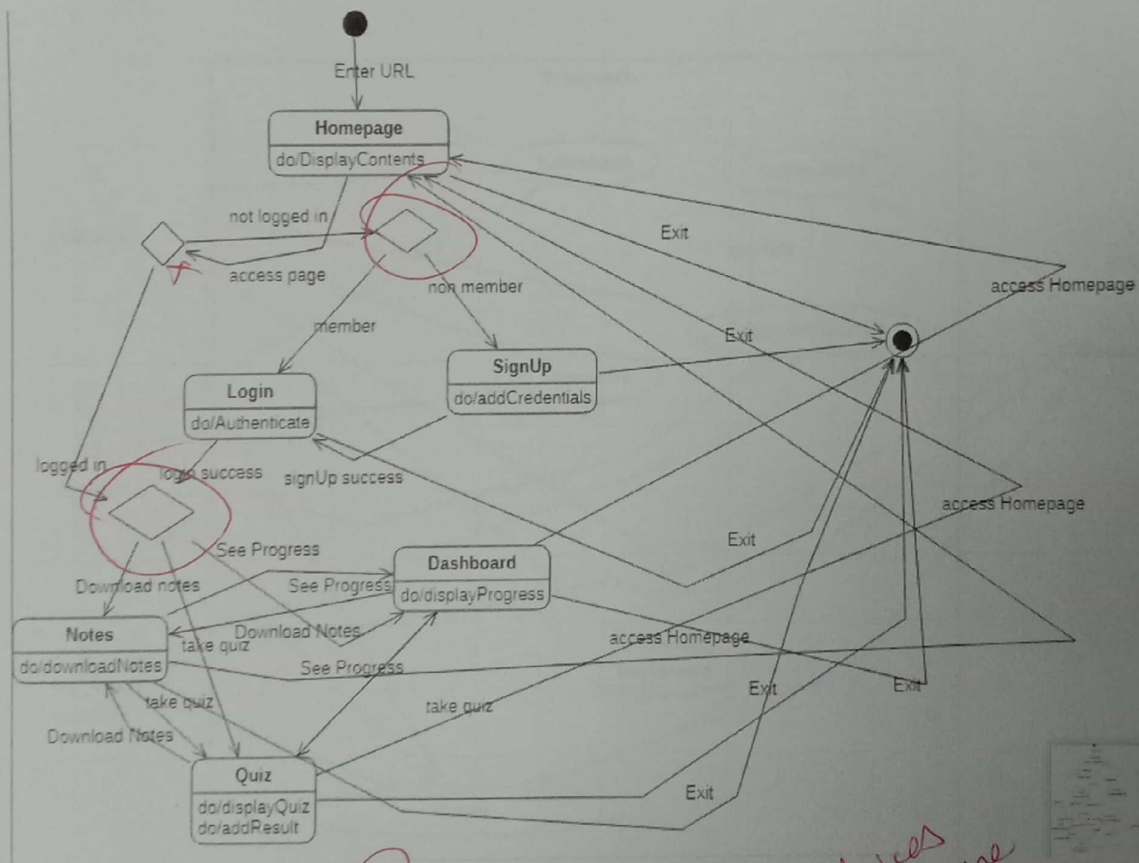 Enter URL
Homepage
do/DisplayContents
not logged in
Exit
access page
non member
access Homepage
member
Exit
SignUp
do/addCredentials
Login
do/Authenticate
logged in
login success
signUp success
access Homepage
Exit
See Progress
Dashboard
do/displayProgress
Download notes
See Progress
Notes
do/downloadNotes
Download Notes
take quiz
access Homepage
See Progress
Exit
Exit
take quiz
take quiz
Download Notes
Quiz
do/displayQuiz
do/addResult
Exit